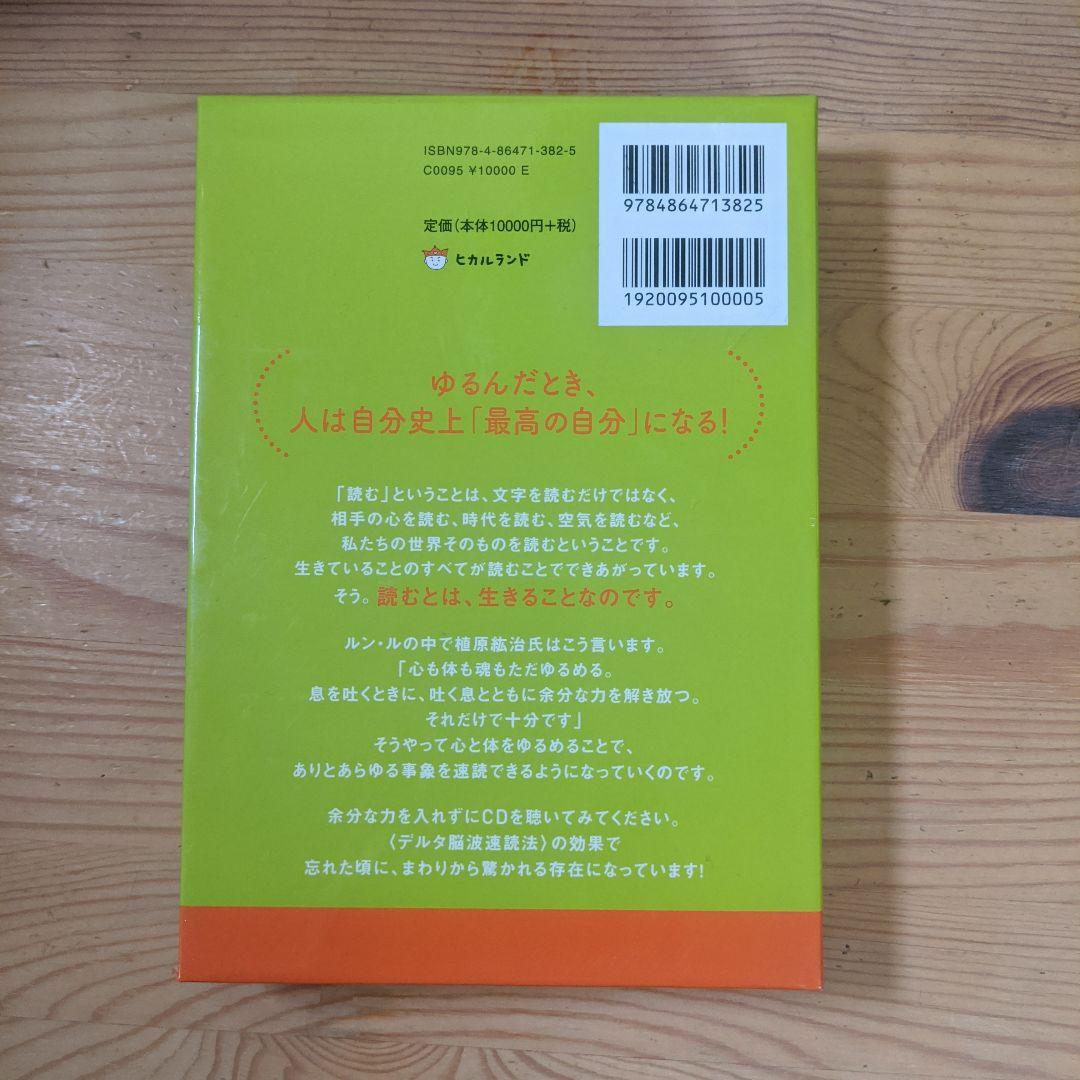 ISBN978-4-86471-382-5
C0095 ¥10000 E
定価(本体10000円+税)
ヒカルランド
9784864713825
1920095100005
ゆるんだとき、
人は自分史上「最高の自分」になる!
「読む」ということは、文字を読むだけではなく、
相手の心を読む、時代を読む、空気を読むなど、
私たちの世界そのものを読むということです。
生きていることのすべてが読むことでできあがっています。
そう。読むとは、生きることなのです。
ルン・ルの中で植原紘治氏はこう言います。
「心も体も魂もただゆるめる。
息を吐くときに、吐く息とともに余分な力を解き放つ。
それだけで十分です」
そうやって心と体をゆるめることで、
ありとあらゆる事象を速読できるようになっていくのです。
余分な力を入れずにCDを聴いてみてください。
〈デルタ脳波速読法〉の効果で
忘れた頃に、まわりから驚かれる存在になっています!